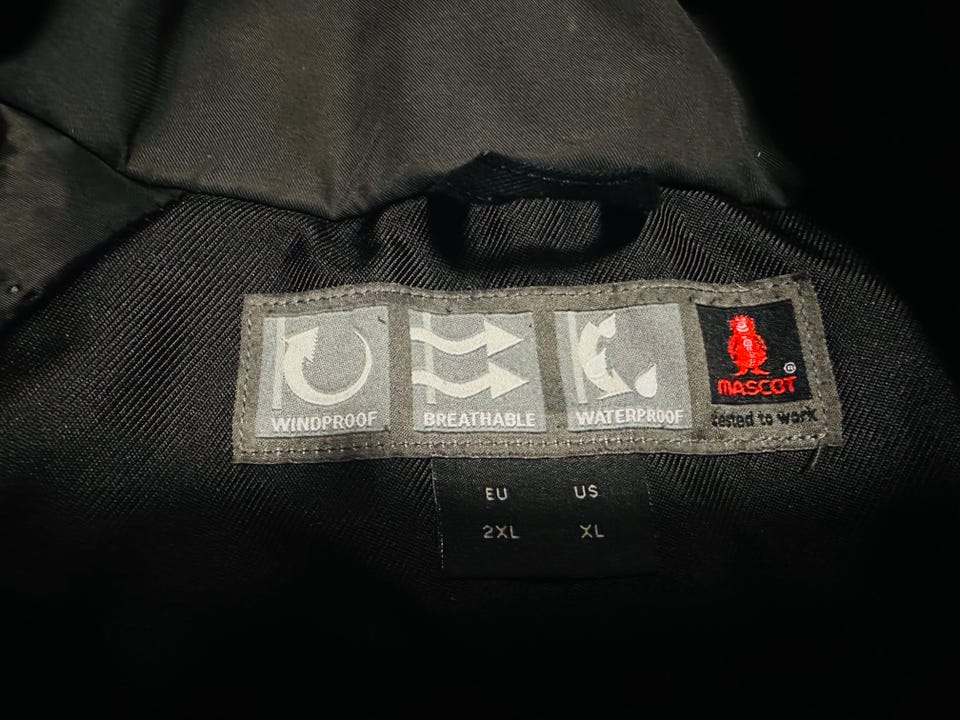 WINDPROOF
BREATHABLE
WATERPROOF
®
MASCOT
tested to work
EU US
2XL XL